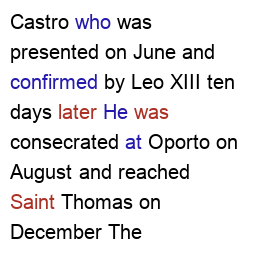 Castro who was
presented on June and
confirmed by Leo XIII ten
days later He was
consecrated at Oporto on
August and reached
Saint Thomas on
December The